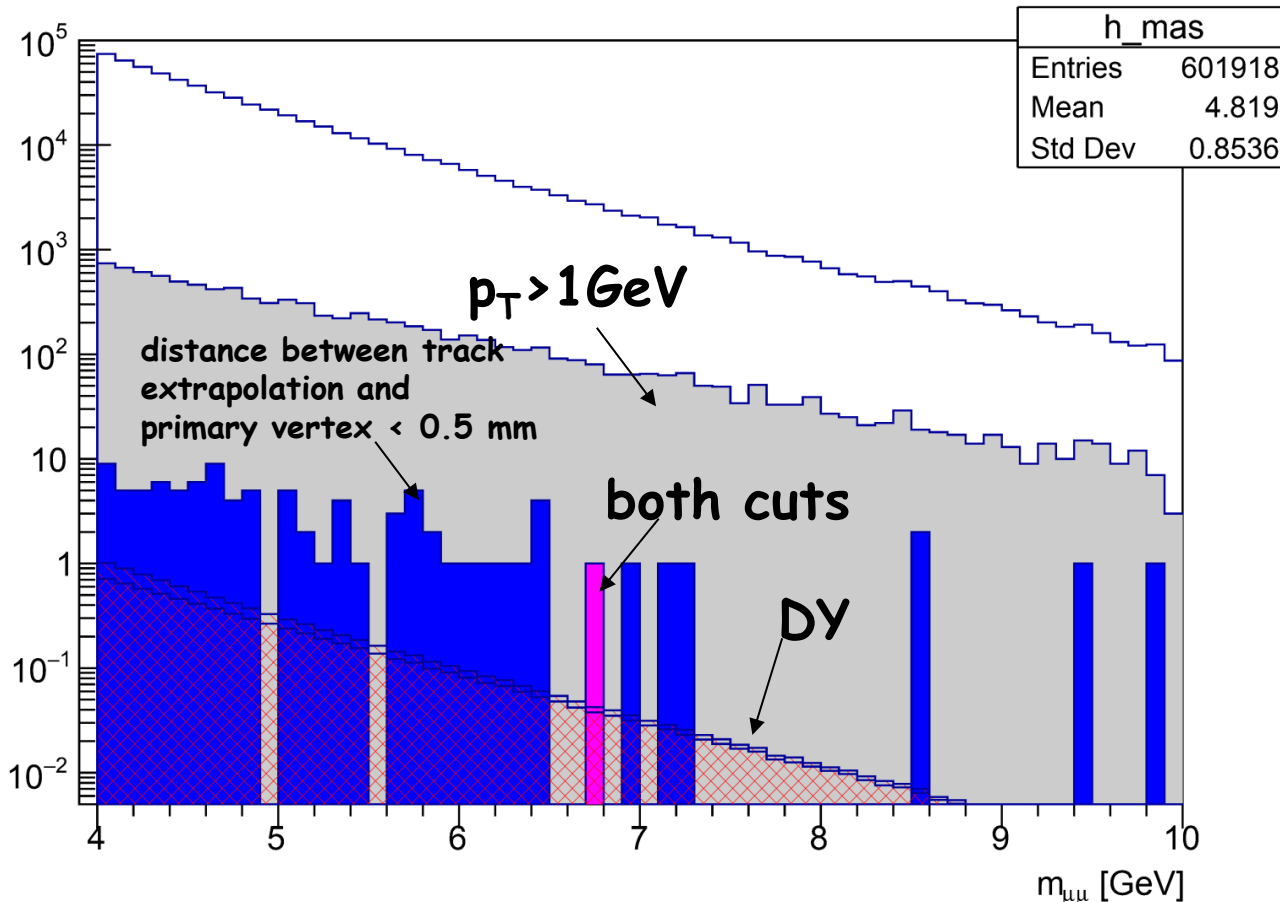 h_mas
Entries 601918
Mean 4.819
Std Dev 0.8536
10⁵
10⁴
10³
10²
10
1
10⁻¹
10⁻²
pT>1GeV
distance between track
extrapolation and
primary vertex < 0.5 mm
both cuts
DY
4 5 6 7 8 9 10
mμμ [GeV]